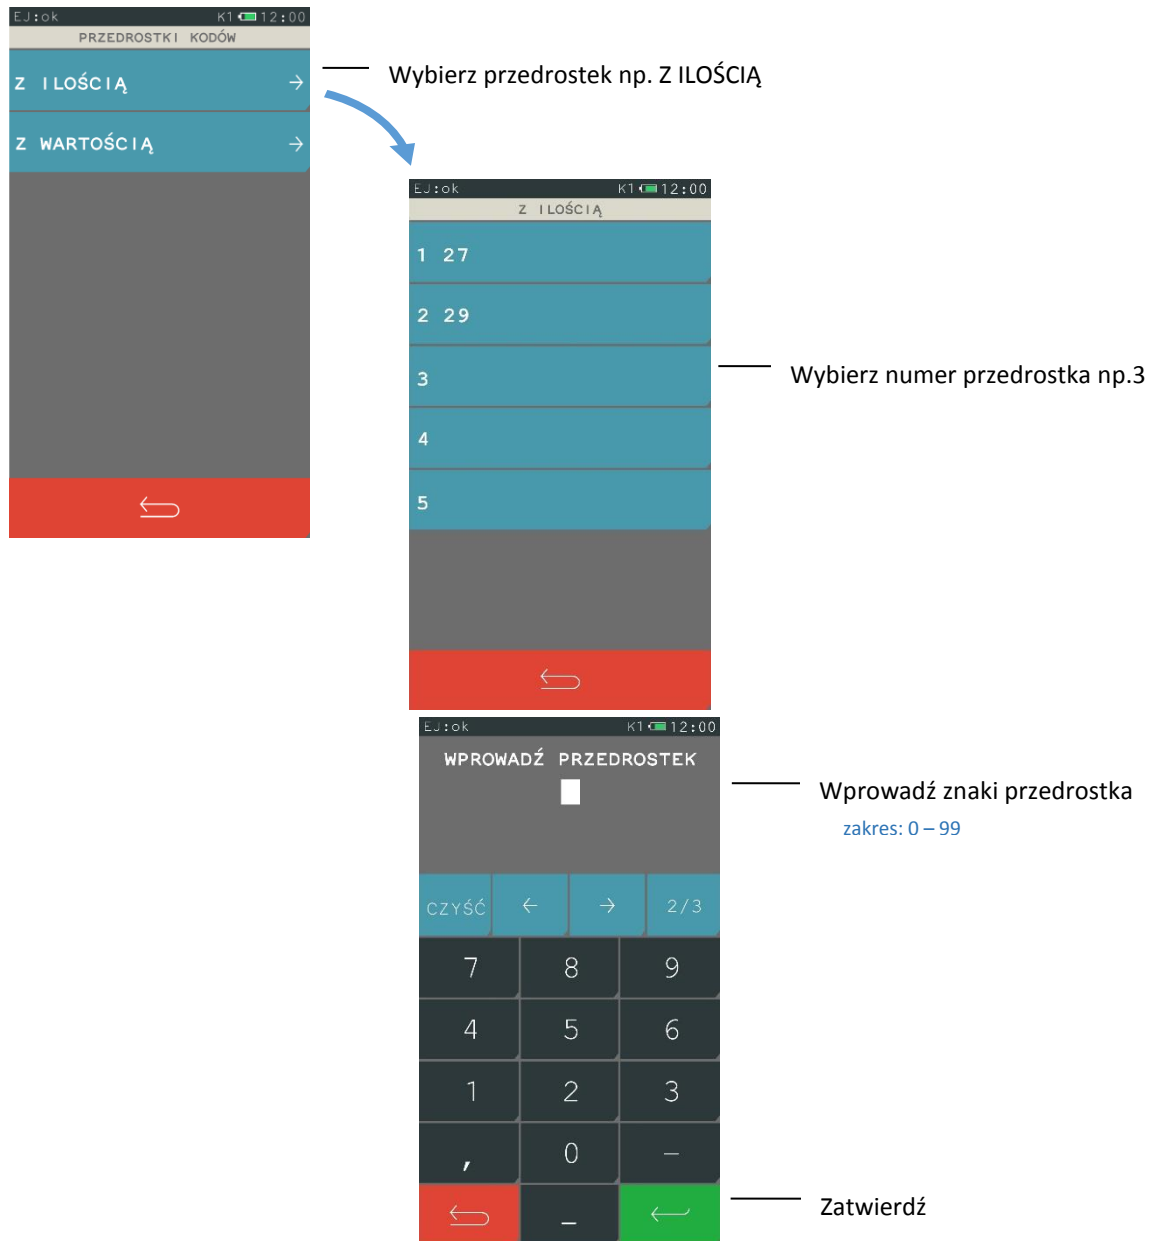 EJ:ok K1 12:00
PRZEDROSTKI KODÓW
Z ILOŚCIĄ →
Z WARTOŚCIĄ →
Wybierz przedrostek np. Z ILOŚCIĄ
EJ:ok K1 12:00
Z ILOŚCIĄ
1 27
2 29
3
4
5
Wybierz numer przedrostka np.3
EJ:ok K1 12:00
WPROWADŹ PRZEDROSTEK
Wprowadź znaki przedrostka
zakres: 0 – 99
CZYŚĆ ← → 2/3
7 8 9
4 5 6
1 2 3
, 0 –
_
Zatwierdź